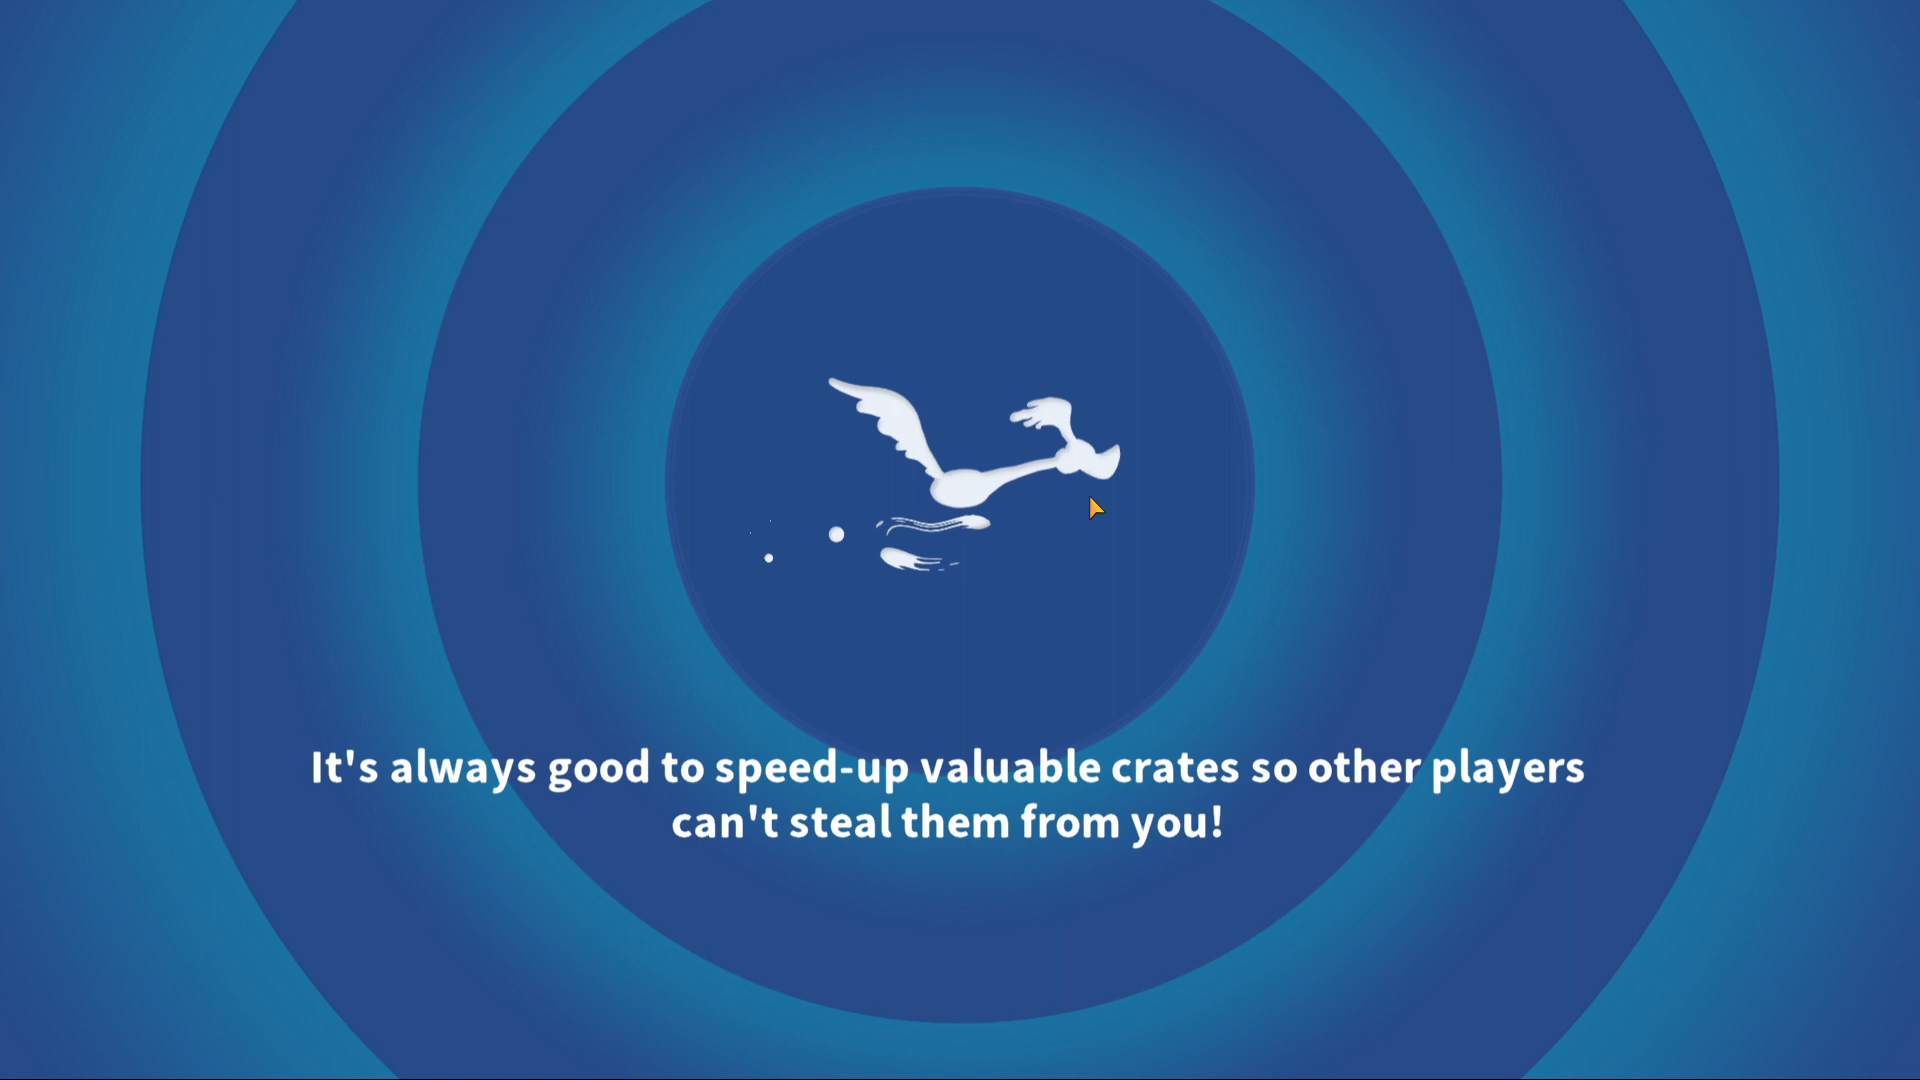 It's always good to speed-up valuable crates so other players
can't steal them from you!